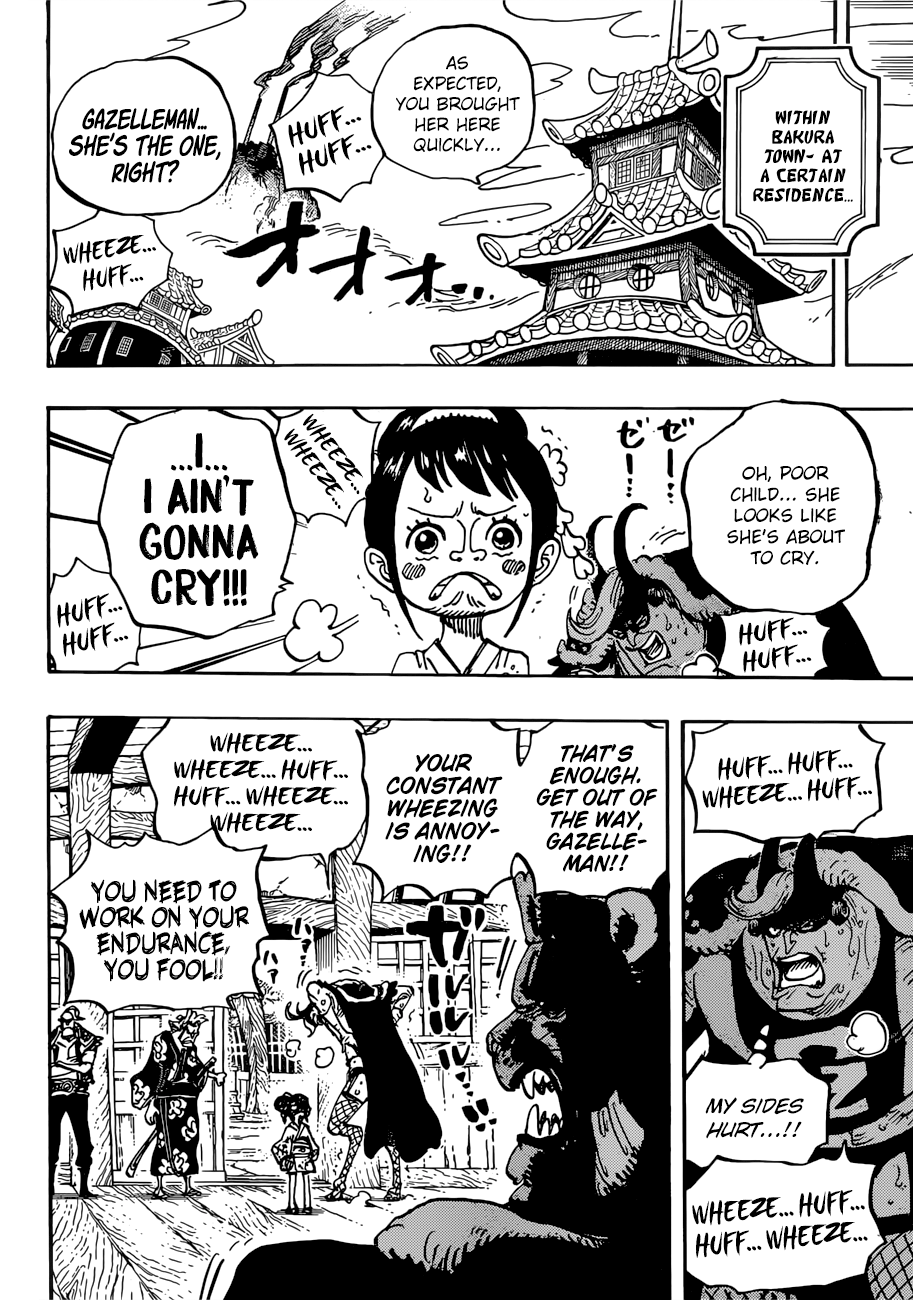 WITHIN
BAKURA
TOWN- AT
A CERTAIN
RESIDENCE...
AS
EXPECTED,
YOU BROUGHT
HER HERE
QUICKLY...
HUFF...
HUFF...
GAZELLEMAN...
SHE'S THE ONE,
RIGHT?
WHEEZE...
HUFF...
オオオ...
OH, POOR
CHILD... SHE
LOOKS LIKE
SHE'S ABOUT
TO CRY.
ゼー!
ゼー!
HUFF...
HUFF...
WHEEZE...
WHEEZE...
...I...
I AIN'T
GONNA
CRY!!!
HUFF...
HUFF...
HUFF... HUFF...
WHEEZE... HUFF...
MY SIDES
HURT...!!
WHEEZE... HUFF...
HUFF... WHEEZE...
THAT'S
ENOUGH.
GET OUT OF
THE WAY,
GAZELLE-
MAN!!
YOUR
CONSTANT
WHEEZING
IS ANNOY-
ING!!
WHEEZE...
WHEEZE... HUFF...
HUFF... WHEEZE...
WHEEZE...
YOU NEED TO
WORK ON YOUR
ENDURANCE,
YOU FOOL!!